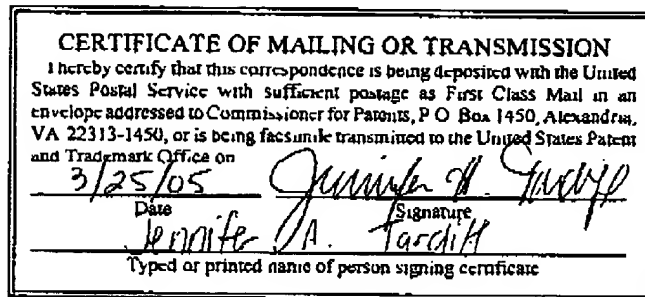 CERTIFICATE OF MAILING OR TRANSMISSION
I hereby certify that this correspondence is being deposited with the United
States Postal Service with sufficient postage as First Class Mail in an
envelope addressed to Commissioner for Patents, P O Box 1450, Alexandria,
VA 22313-1450, or is being facsimile transmitted to the United States Patent
and Trademark Office on
3/25/05 Jennifer A. Tardiff
Date Signature
Jennifer A. Tardiff
Typed or printed name of person signing certificate